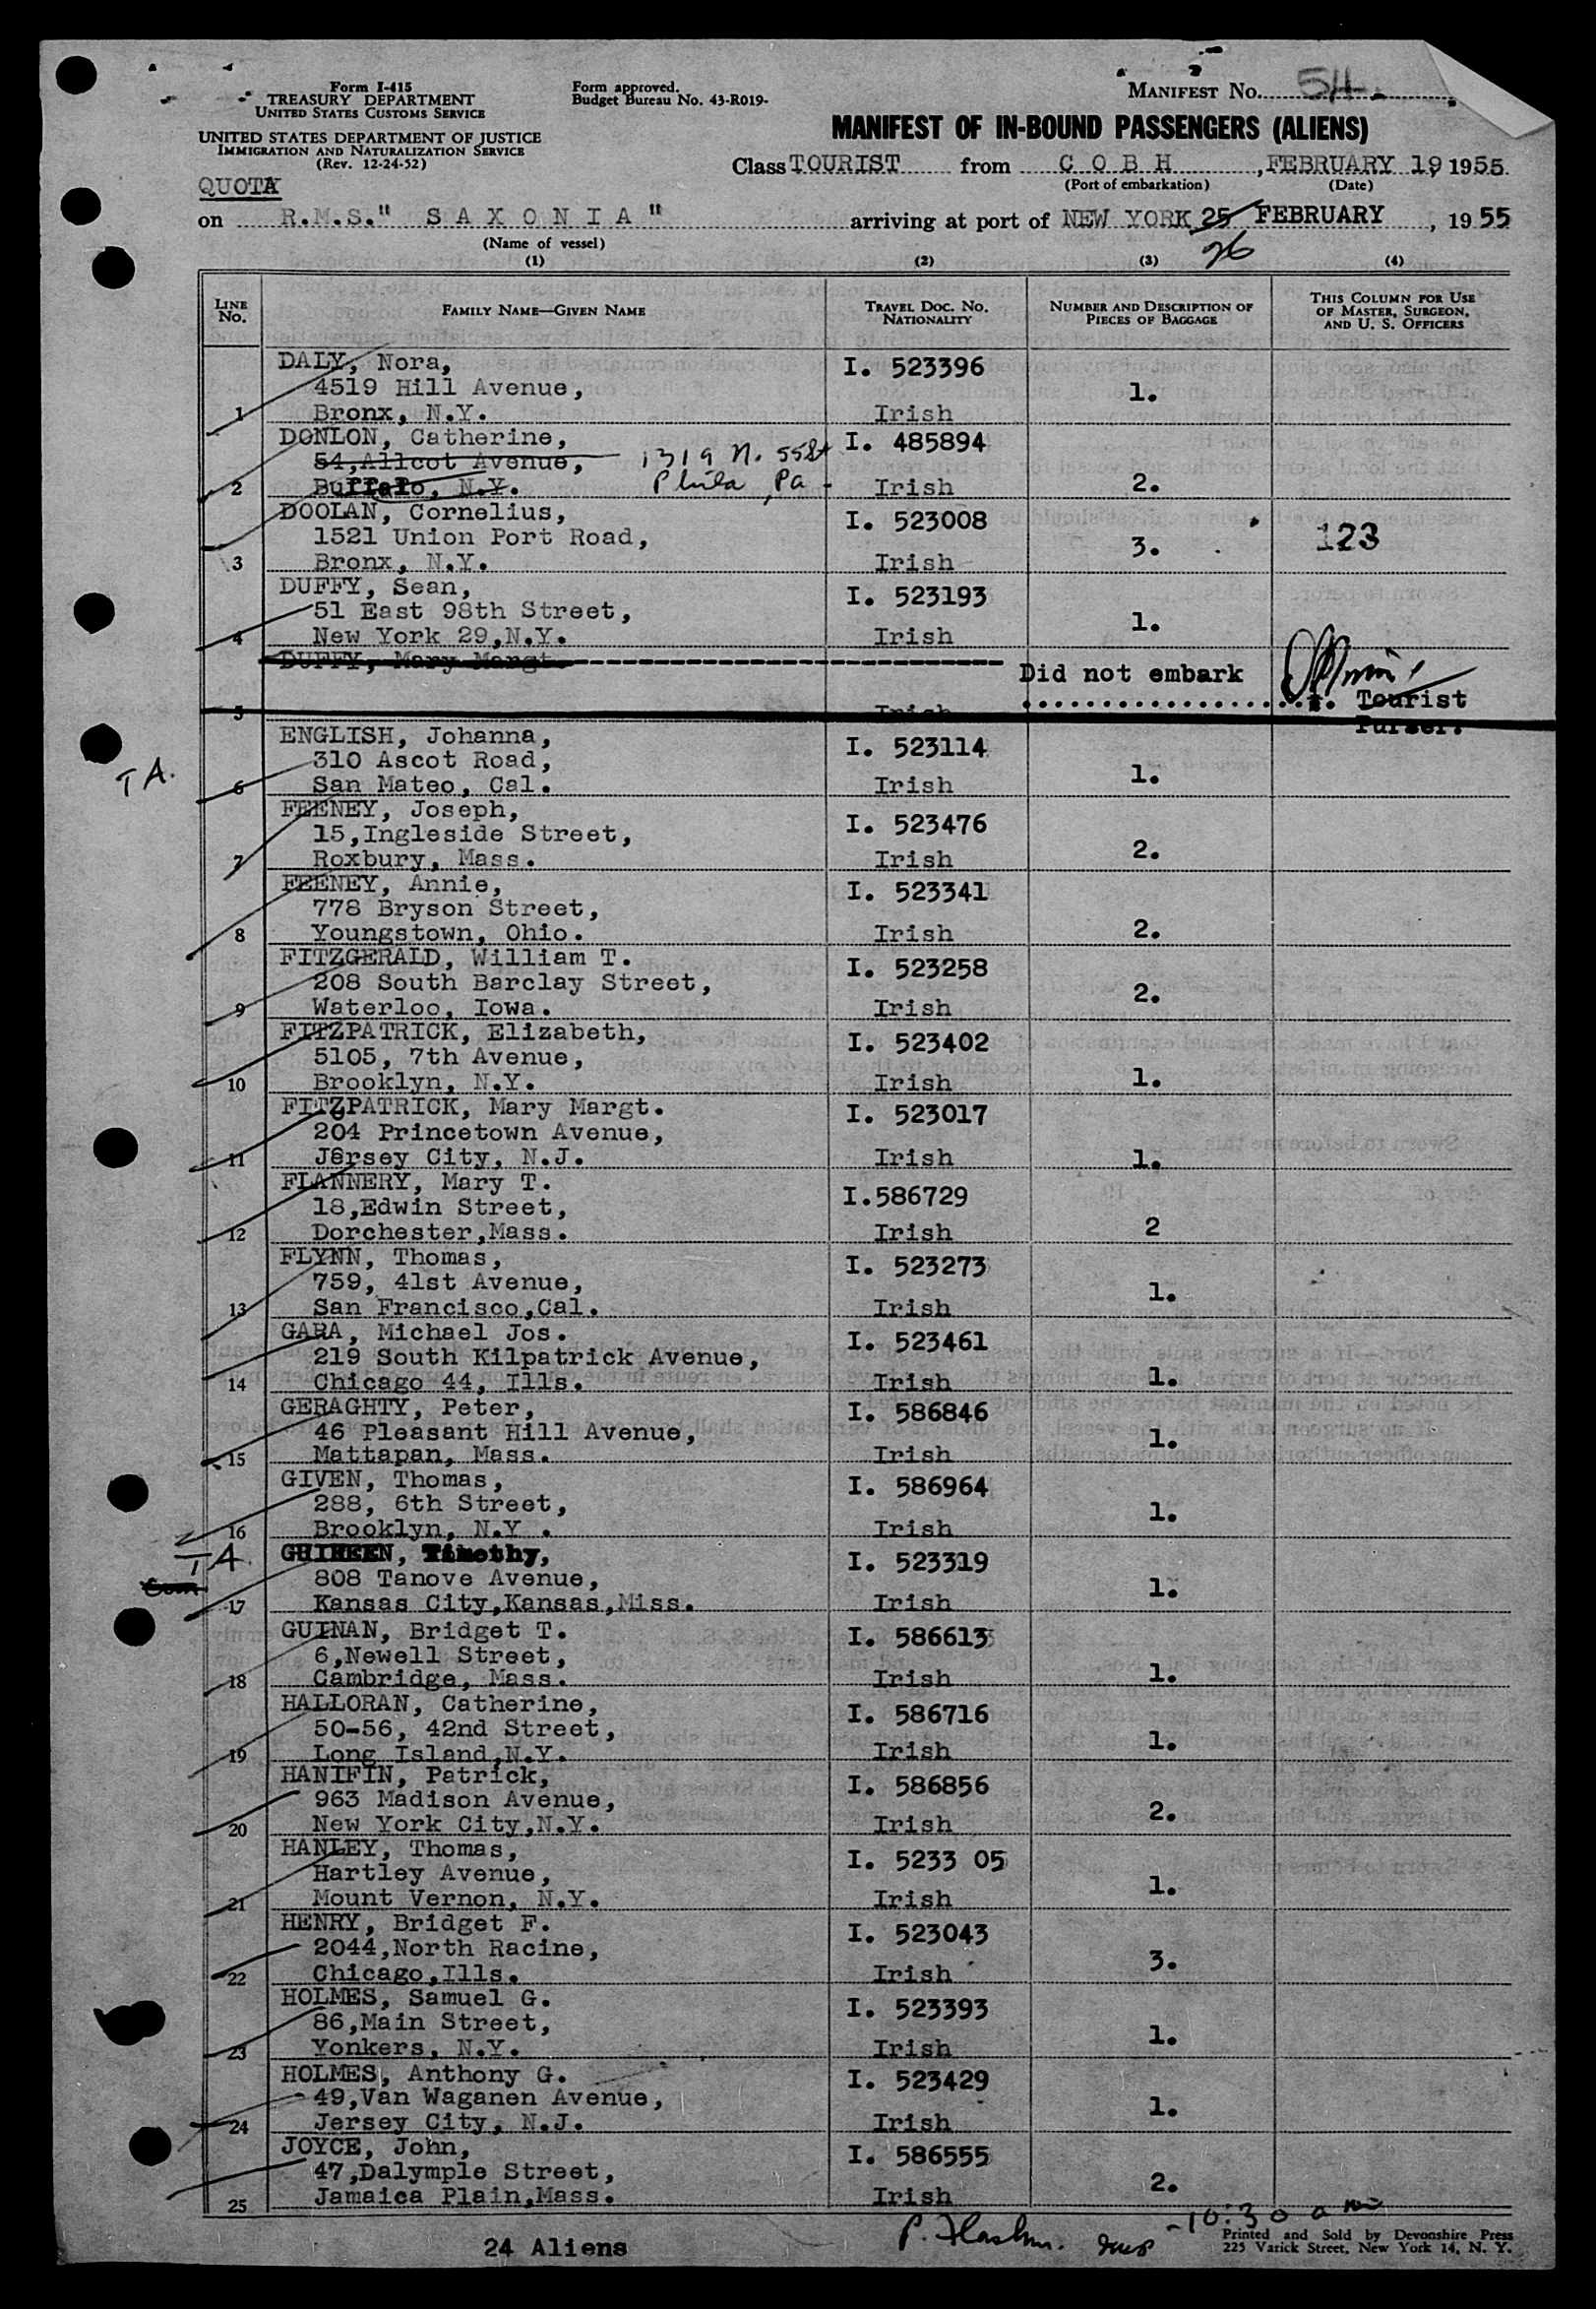 Form I-415
TREASURY DEPARTMENT
UNITED STATES CUSTOMS SERVICE
UNITED STATES DEPARTMENT OF JUSTICE
IMMIGRATION AND NATURALIZATION SERVICE
(Rev. 12-24-52)
QUOTA
Form approved.
Budget Bureau No. 43-R019-
MANIFEST NO. 54
MANIFEST OF IN-BOUND PASSENGERS (ALIENS)
Class TOURIST from C O B H, FEBRUARY 19, 1955.
(Port of embarkation) (Date)
on R.M.S." S A X O N I A" arriving at port of NEW YORK 25 FEBRUARY, 1955
26
(Name of vessel)
(1) (2) (3) (4)
LINE NO. FAMILY NAME—GIVEN NAME TRAVEL DOC. NO. NATIONALITY NUMBER AND DESCRIPTION OF PIECES OF BAGGAGE THIS COLUMN FOR USE OF MASTER, SURGEON, AND U. S. OFFICERS
DALY, Nora, I. 523396
4519 Hill Avenue, 1.
1 Bronx, N.Y. Irish
DONLON, Catherine, I. 485894
54,Allcot Avenue, 1319 N. 55 St
2 Buffalo, N.Y. Phila, Pa - Irish 2.
DOOLAN, Cornelius, I. 523008
1521 Union Port Road, 3. 123
3 Bronx, N.Y. Irish
DUFFY, Sean, I. 523193
51 East 98th Street, 1.
4 New York 29,N.Y. Irish
DUFFY, Mary Margt. Did not embark
5 Irish Tourist
Purser.
ENGLISH, Johanna, I. 523114
310 Ascot Road, 1.
T A. 6 San Mateo, Cal. Irish
FEENEY, Joseph, I. 523476
15,Ingleside Street, 2.
7 Roxbury, Mass. Irish
FEENEY, Annie, I. 523341
778 Bryson Street,
8 Youngstown, Ohio. Irish 2.
FITZGERALD, William T. I. 523258
208 South Barclay Street, 2.
9 Waterloo, Iowa. Irish
FITZPATRICK, Elizabeth, I. 523402
5105, 7th Avenue,
10 Brooklyn, N.Y. Irish 1.
FITZPATRICK, Mary Margt. I. 523017
204 Princetown Avenue,
11 Jersey City, N.J. Irish 1.
FLANNERY, Mary T. I.586729
18,Edwin Street,
12 Dorchester,Mass. Irish 2
FLYNN, Thomas, I. 523273
759, 41st Avenue, 1.
13 San Francisco,Cal. Irish
GARA, Michael Jos. I. 523461
219 South Kilpatrick Avenue,
14 Chicago 44, Ills. Irish 1.
GERAGHTY, Peter, I. 586846
46 Pleasant Hill Avenue, 1.
15 Mattapan, Mass. Irish
GIVEN, Thomas, I. 586964
288, 6th Street, 1.
16 Brooklyn, N.Y . Irish
T A. Timothy, I. 523319
808 Tanove Avenue, 1.
17 Kansas City,Kansas,Miss. Irish
GUINAN, Bridget T. I. 586613
6,Newell Street,
18 Cambridge, Mass. Irish 1.
HALLORAN, Catherine, I. 586716
50-56, 42nd Street, 1.
19 Long Island,N.Y. Irish
HANIFIN, Patrick, I. 586856
963 Madison Avenue, 2.
20 New York City,N.Y. Irish
HANLEY, Thomas, I. 5233 05
Hartley Avenue, 1.
21 Mount Vernon, N.Y. Irish
HENRY, Bridget F. I. 523043
2044,North Racine, 3.
22 Chicago,Ills. Irish
HOLMES, Samuel G. I. 523393
86,Main Street, 1.
23 Yonkers, N.Y. Irish
HOLMES, Anthony G. I. 523429
49,Van Waganen Avenue, 1.
24 Jersey City, N.J. Irish
JOYCE, John, I. 586555
47,Dalymple Street, 2.
25 Jamaica Plain,Mass. Irish
24 Aliens
-10:30 am
Printed and Sold by Devonshire Press
225 Varick Street, New York 14, N. Y.